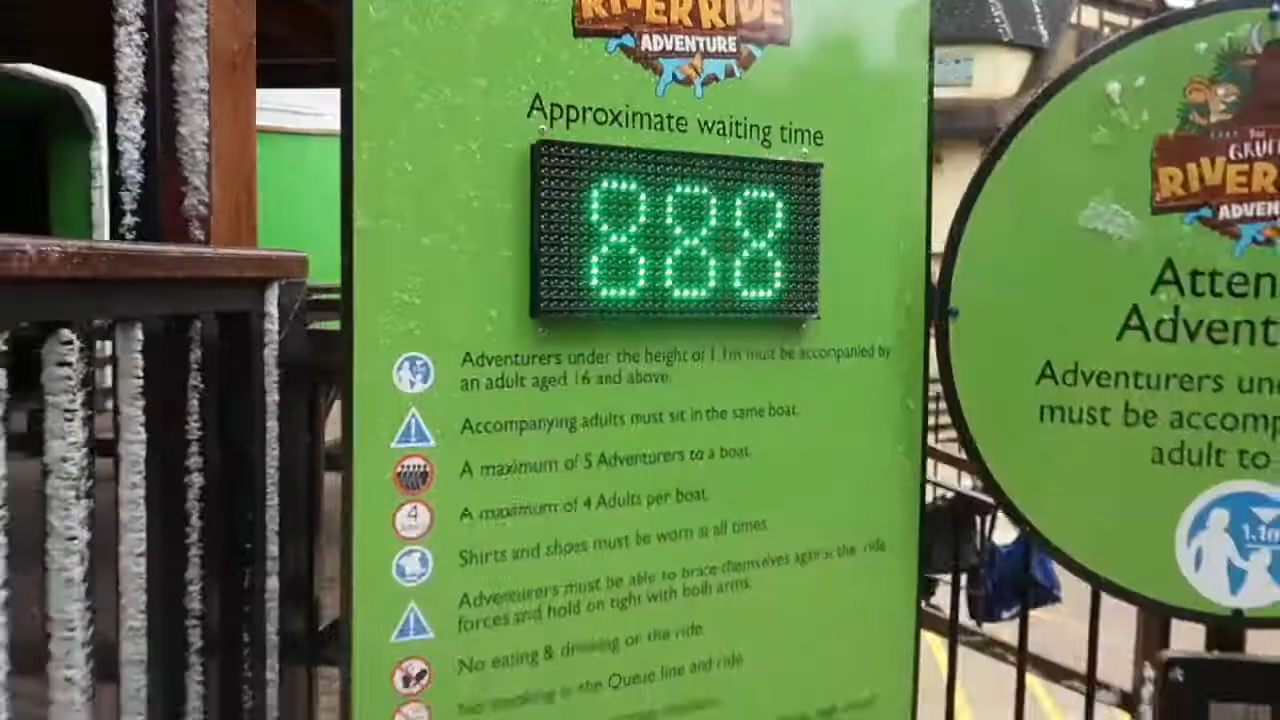 RIVER RIDE
ADVENTURE
Approximate waiting time
888
Adventurers under the height of 1.1m must be accompanied by
an adult aged 16 and above.
Accompanying adults must sit in the same boat.
A maximum of 5 Adventurers to a boat.
4
A maximum of 4 Adults per boat.
Shirts and shoes must be worn at all times.
Adventurers must be able to brace themselves against the ride
forces and hold on tight with both arms.
No eating & drinking on the ride.
No smoking in the Queue line and ride
THE
GRUF
RIVER
ADVEN
Atten
Advent
Adventurers un
must be accomp
adult to
1.1m